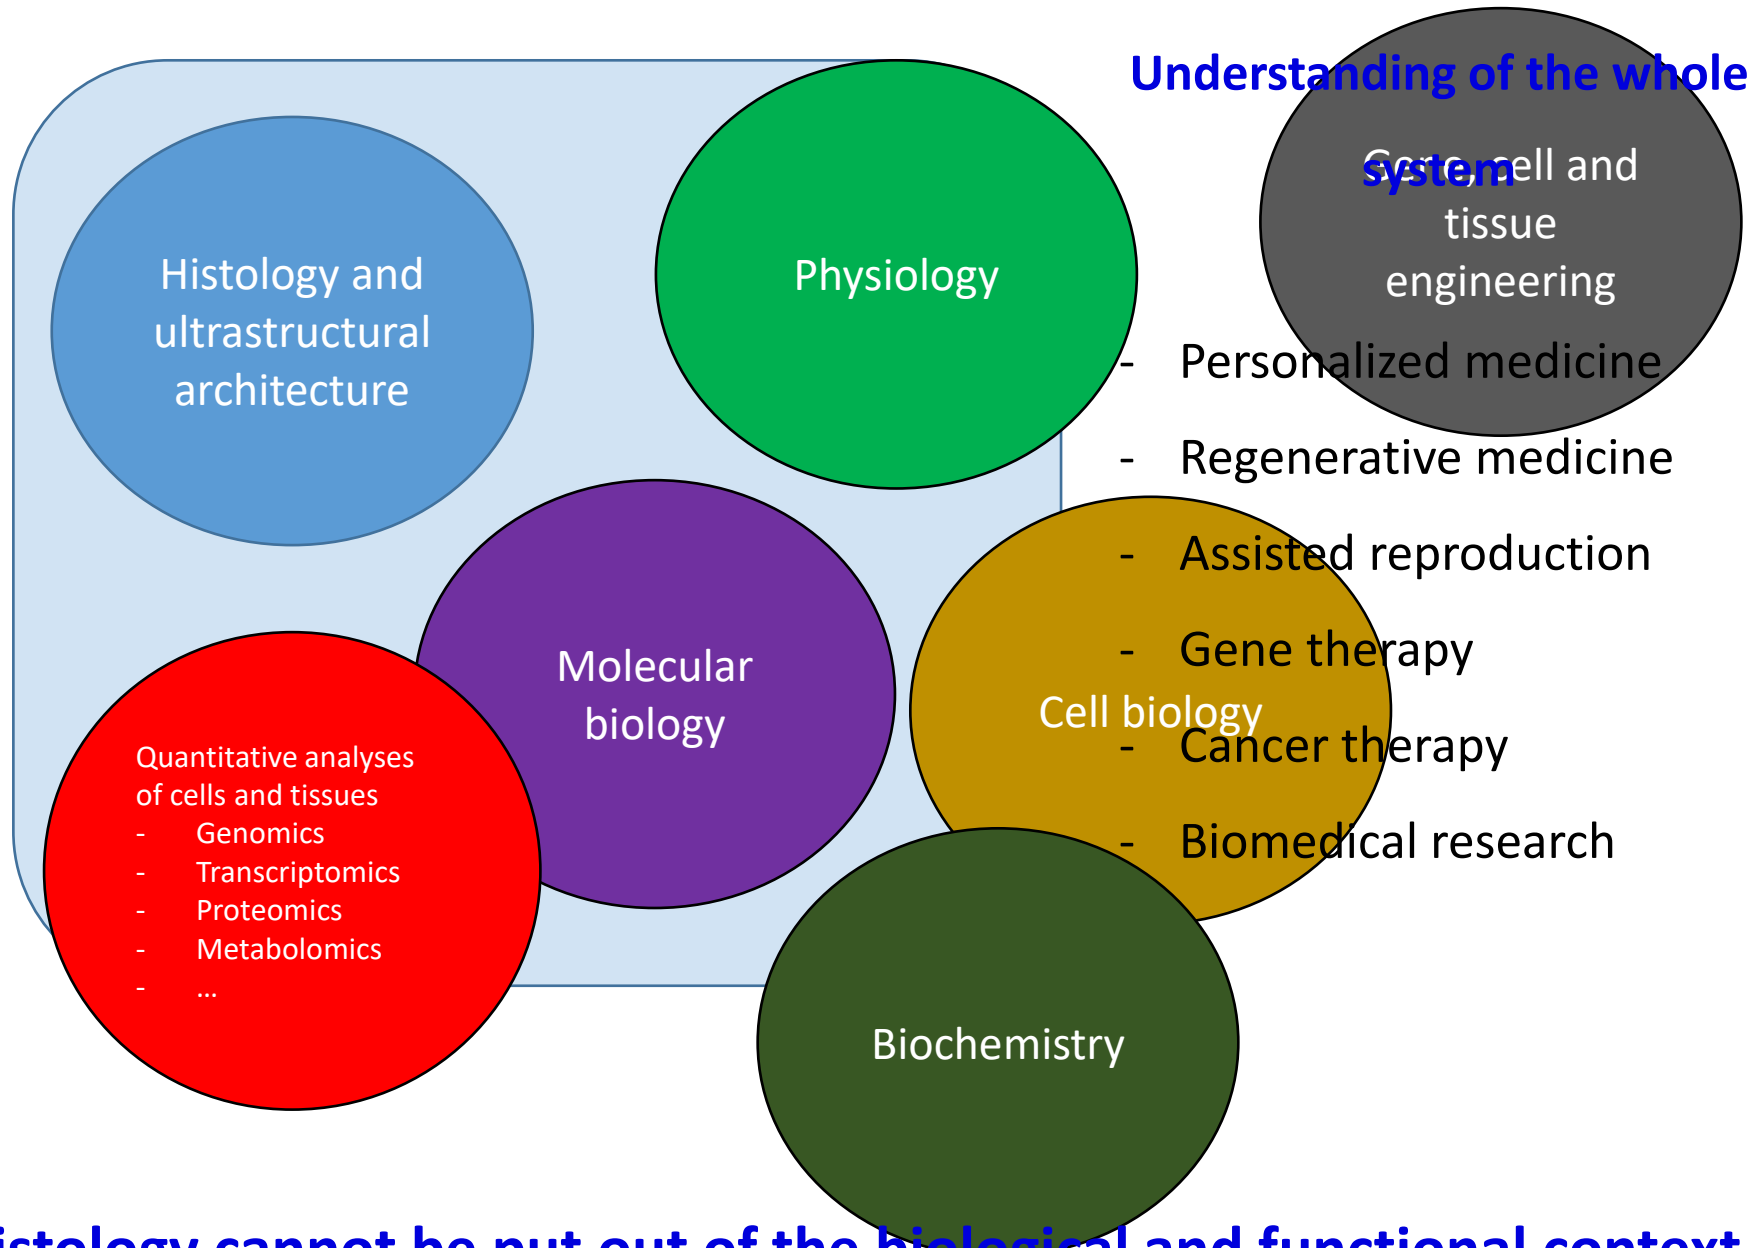 Understanding of the whole
system
Gene, cell and
tissue
engineering
Histology and
ultrastructural
architecture
Physiology
- Personalized medicine
- Regenerative medicine
- Assisted reproduction
- Gene therapy
- Cancer therapy
- Biomedical research
Molecular
biology
Cell biology
Quantitative analyses
of cells and tissues
- Genomics
- Transcriptomics
- Proteomics
- Metabolomics
- …
Biochemistry
istology cannot be put out of the biological and functional context